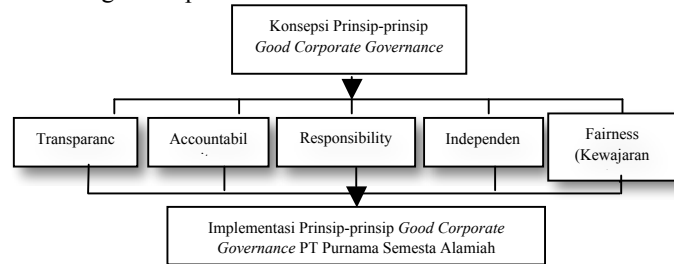 Konsepsi Prinsip-prinsip
Good Corporate Governance
Transparanc
Accountabil
Responsibility
Independen
Fairness
(Kewajaran
Implementasi Prinsip-prinsip Good Corporate
Governance PT Purnama Semesta Alamiah